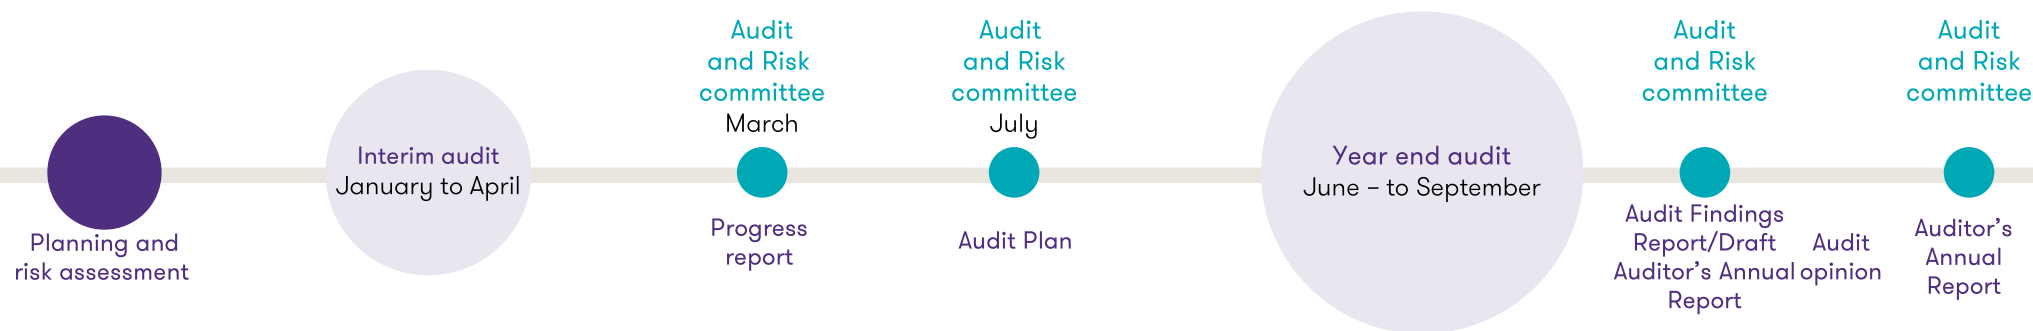 Planning and
risk assessment
Interim audit
January to April
Audit
and Risk
committee
March
Progress
report
Audit
and Risk
committee
July
Audit Plan
Year end audit
June – to September
Audit
and Risk
committee
Audit Findings
Report/Draft
Auditor's Annual
Report
Audit
opinion
Audit
and Risk
committee
Auditor's
Annual
Report